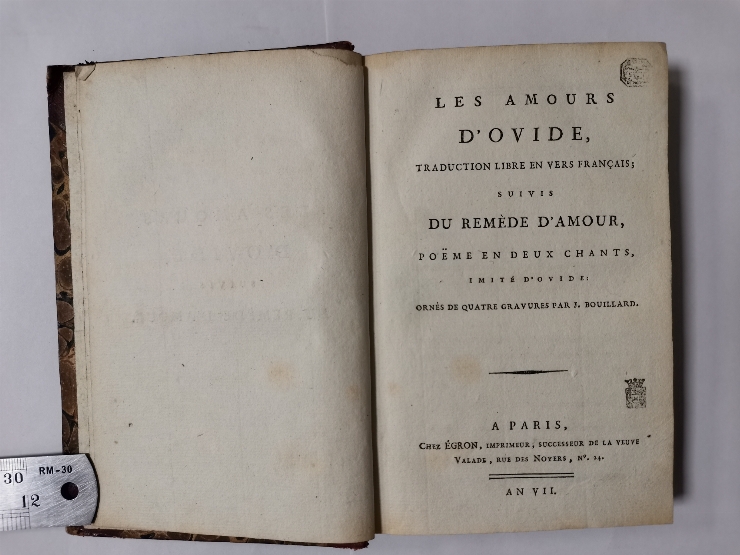 LES AMOURS
D'OVIDE,
TRADUCTION LIBRE EN VERS FRANÇAIS;
SUIVIS
DU REMÈDE D'AMOUR,
POËME EN DEUX CHANTS,
IMITÉ D'OVIDE:
ORNÉS DE QUATRE GRAVURES PAR J. BOUILLARD.
A PARIS,
CHEZ ÉGRON, IMPRIMEUR, SUCCESSEUR DE LA VEUVE
VALADE, RUE DES NOYERS, Nº. 24.
AN VII.
30 RM-30
12